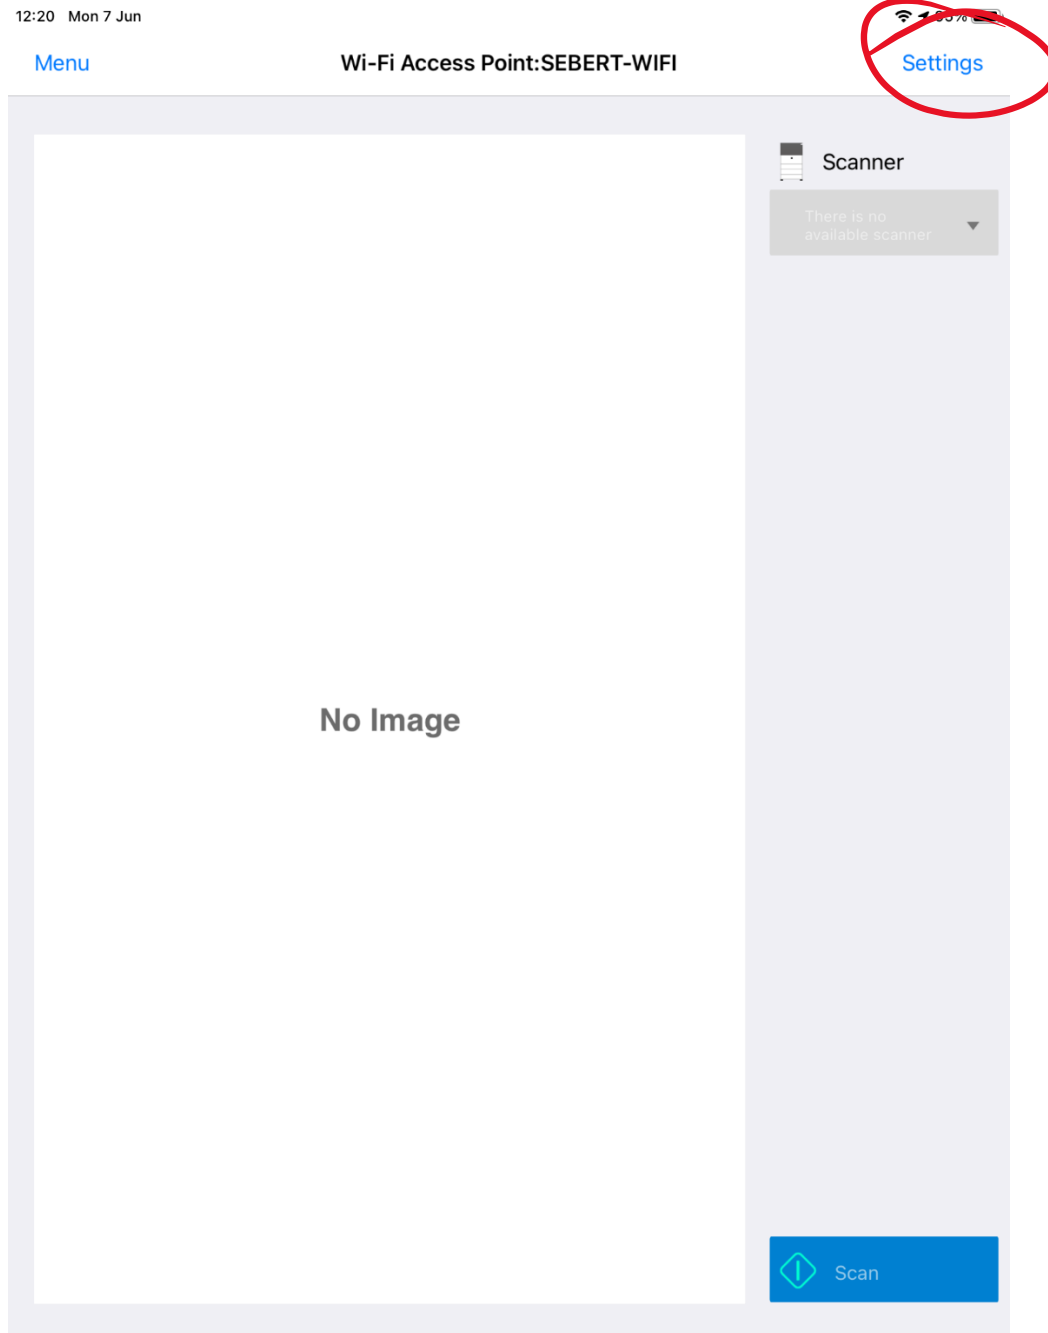 12:20 Mon 7 Jun
Menu
Wi-Fi Access Point:SEBERT-WIFI
Settings
Scanner
There is no
available scanner
No Image
Scan